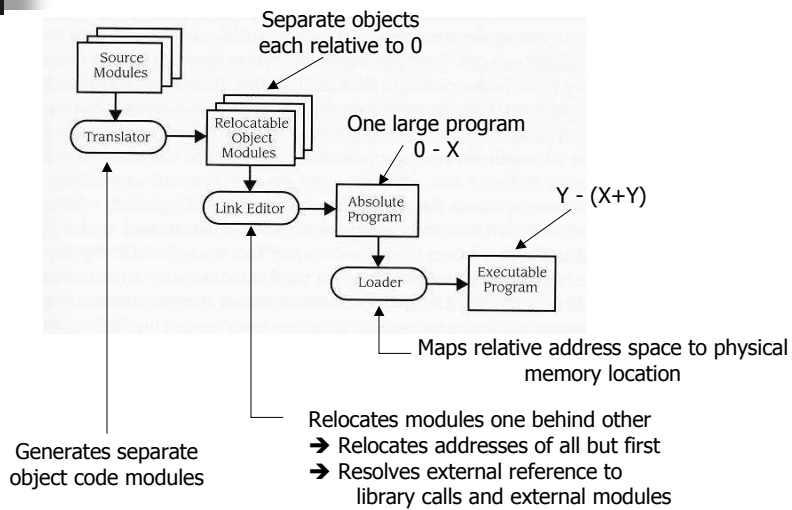 Separate objects
each relative to 0
Source
Modules
Translator
Relocatable
Object
Modules
One large program
0 - X
Link Editor
Absolute
Program
Y - (X+Y)
Loader
Executable
Program
Maps relative address space to physical
memory location
Generates separate
object code modules
Relocates modules one behind other
➔ Relocates addresses of all but first
➔ Resolves external reference to
library calls and external modules